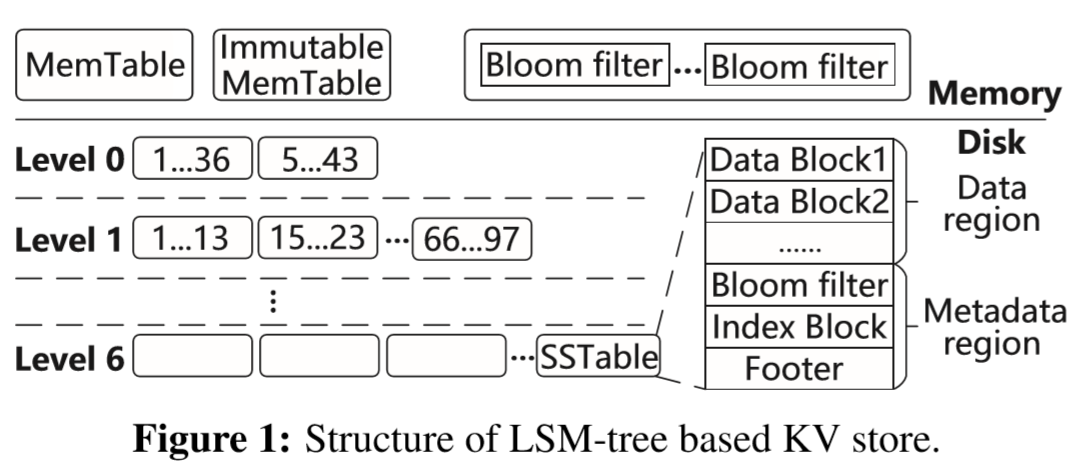 MemTable
Immutable
MemTable
Bloom filter ... Bloom filter
Memory
Disk
Level 0 1...36 5...43
Level 1 1...13 15...23 ... 66...97
⋮
Level 6 ... SSTable
Data Block1
Data Block2
......
Bloom filter
Index Block
Footer
Data
region
Metadata
region
Figure 1: Structure of LSM-tree based KV store.